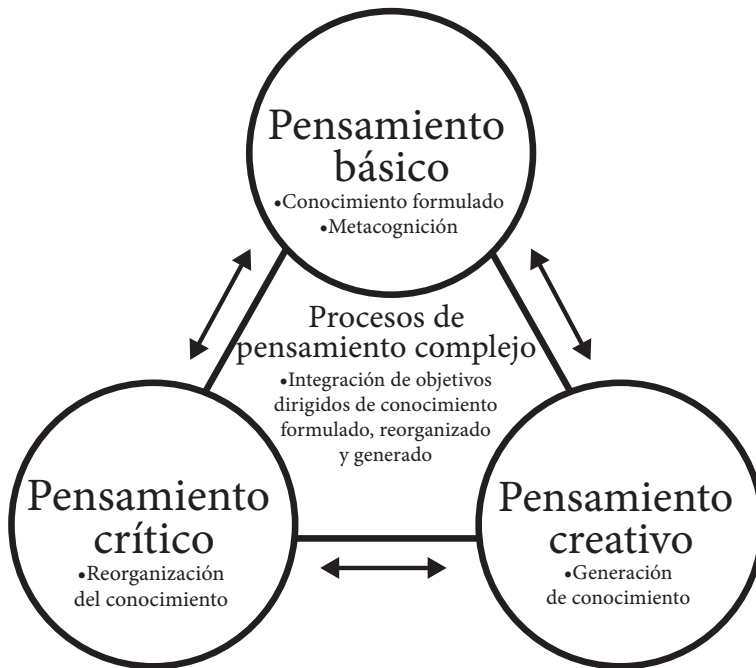 Pensamiento
básico
•Conocimiento formulado
•Metacognición
Procesos de
pensamiento complejo
•Integración de objetivos
dirigidos de conocimiento
formulado, reorganizado
y generado
Pensamiento
crítico
•Reorganización
del conocimiento
Pensamiento
creativo
•Generación
de conocimiento